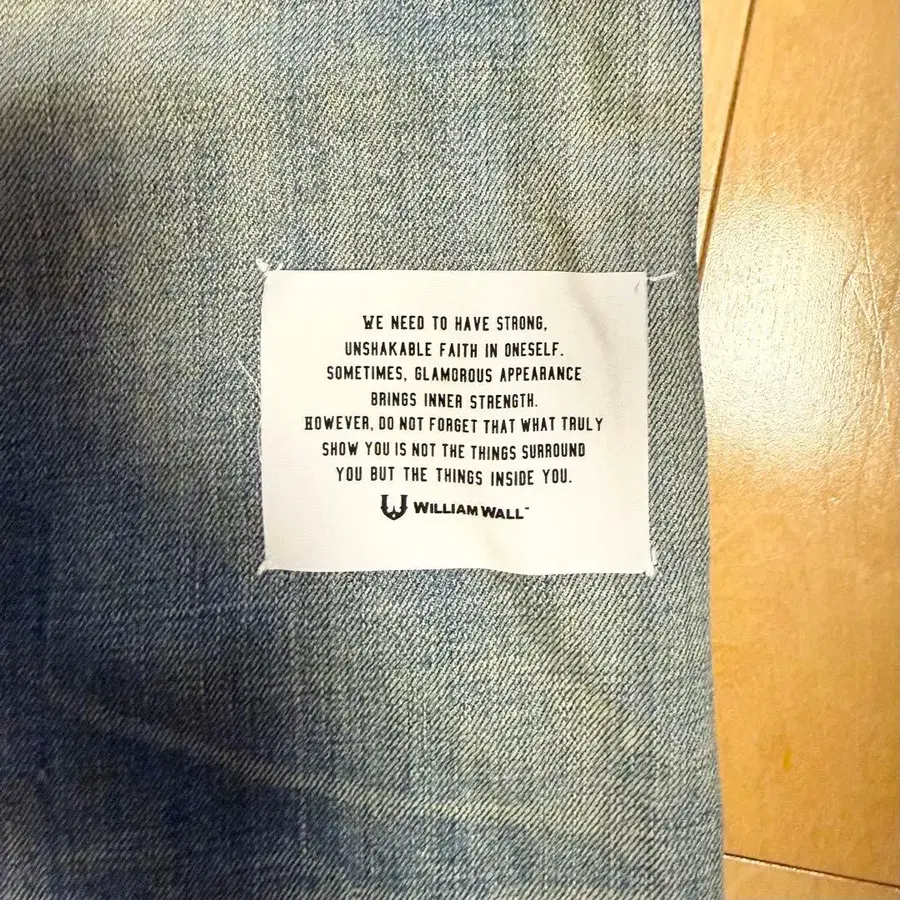 WE NEED TO HAVE STRONG,
UNSHAKABLE FAITH IN ONESELF.
SOMETIMES, GLAMOROUS APPEARANCE
BRINGS INNER STRENGTH.
HOWEVER, DO NOT FORGET THAT WHAT TRULY
SHOW YOU IS NOT THE THINGS SURROUND
YOU BUT THE THINGS INSIDE YOU.
WILLIAM WALL™